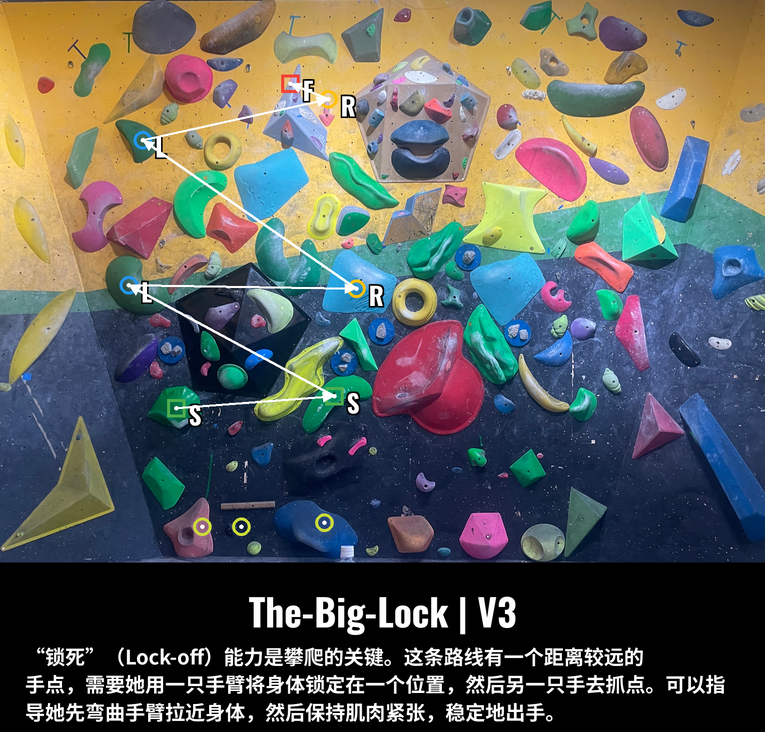 F
R
L
L
R
S
S
The-Big-Lock | V3
“锁死”（Lock-off）能力是攀爬的关键。这条路线有一个距离较远的
手点，需要她用一只手臂将身体锁定在一个位置，然后另一只手去抓点。可以指
导她先弯曲手臂拉近身体，然后保持肌肉紧张，稳定地出手。